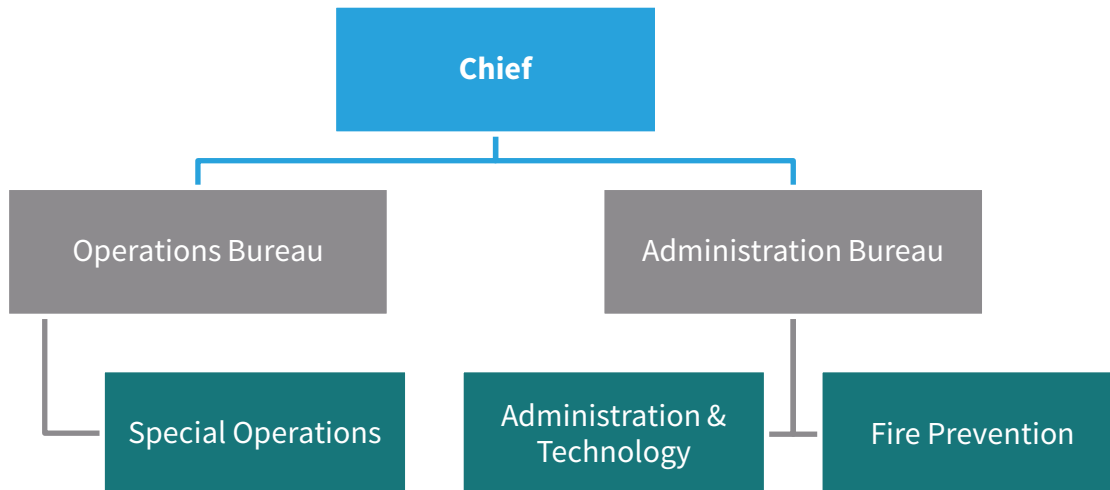 Chief
Operations Bureau
Administration Bureau
Special Operations
Administration &
Technology
Fire Prevention